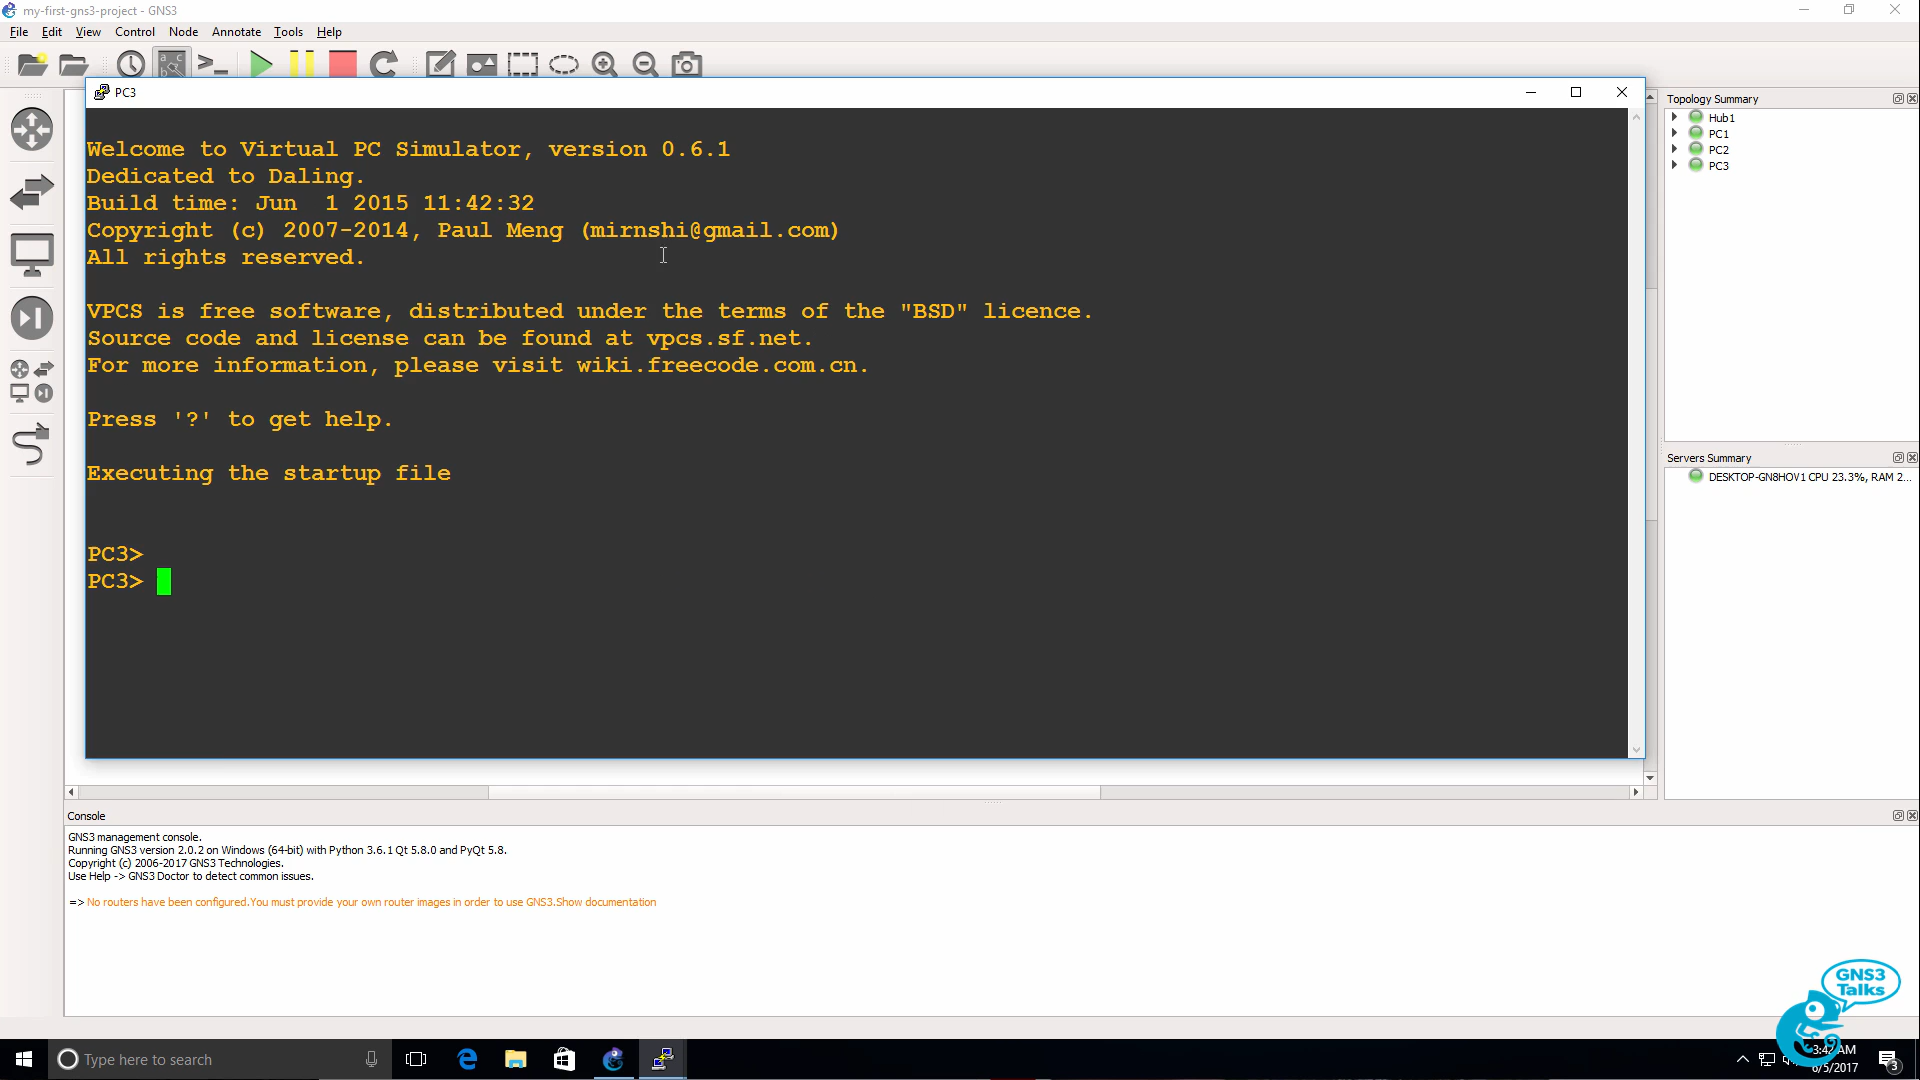 my-first-gns3-project - GNS3
File Edit View Control Node Annotate Tools Help
PC3
Welcome to Virtual PC Simulator, version 0.6.1
Dedicated to Daling.
Build time: Jun  1 2015 11:42:32
Copyright (c) 2007-2014, Paul Meng (mirnshi@gmail.com)
All rights reserved.
VPCS is free software, distributed under the terms of the "BSD" licence.
Source code and license can be found at vpcs.sf.net.
For more information, please visit wiki.freecode.com.cn.
Press '?' to get help.
Executing the startup file
PC3>
PC3>
Topology Summary
Hub1
PC1
PC2
PC3
Servers Summary
DESKTOP-GN8HOV1 CPU 23.3%, RAM 2...
Console
GNS3 management console.
Running GNS3 version 2.0.2 on Windows (64-bit) with Python 3.6.1 Qt 5.8.0 and PyQt 5.8.
Copyright (c) 2006-2017 GNS3 Technologies.
Use Help -> GNS3 Doctor to detect common issues.
=> No routers have been configured.You must provide your own router images in order to use GNS3.Show documentation
GNS3
Talks
Type here to search
AM
6/5/2017
3